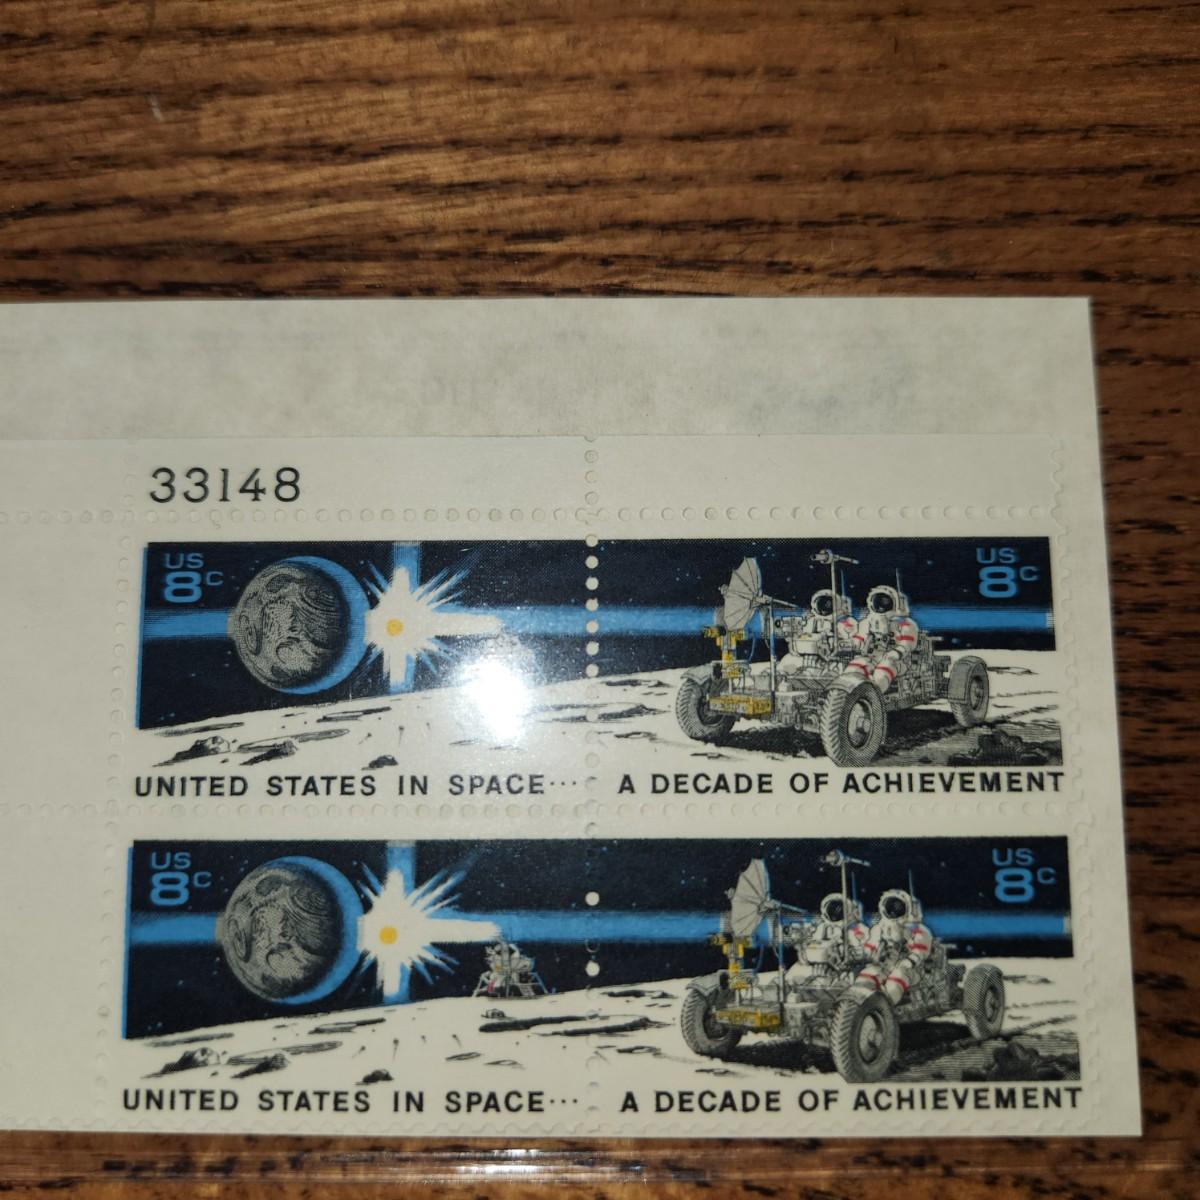 33148
US
8c
US
8c
UNITED STATES IN SPACE··· A DECADE OF ACHIEVEMENT
US
8c
US
8c
UNITED STATES IN SPACE··· A DECADE OF ACHIEVEMENT